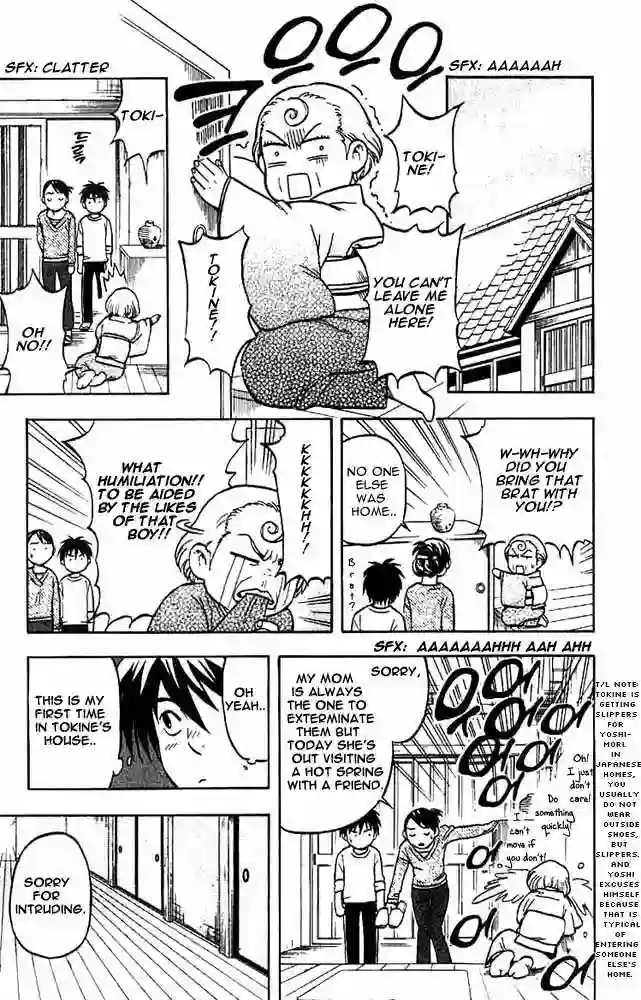 SFX: AAAAAAH
TOKI-
NE!
YOU CAN'T
LEAVE ME
ALONE
HERE!
TOKINE!!
SFX: CLATTER
TOKI-
OH
NO!!
W-WH-WHY
DID YOU
BRING THAT
BRAT WITH
YOU!?
NO ONE
ELSE
WAS
HOME..
Brat?
KKKKKKKHH!!
WHAT
HUMILIATION!!
TO BE AIDED
BY THE LIKES
OF THAT
BOY!!
SFX: AAAAAAAHHH AAH AHH
SORRY,
MY MOM
IS ALWAYS
THE ONE TO
EXTERMINATE
THEM BUT
TODAY SHE'S
OUT VISITING
A HOT SPRING
WITH A FRIEND.
Oh!
I just
don't
care!
Do
something
quickly!
I
can't
move if
you don't!
T/L NOTE:
TOKINE IS
GETTING
SLIPPERS
FOR
YOSHI-
MORI. IN
JAPANESE
HOMES,
YOU
USUALLY
DO NOT
WEAR
OUTSIDE
SHOES,
BUT
SLIPPERS.
AND
YOSHI
EXCUSES
HIMSELF
BECAUSE
THAT IS
TYPICAL
OF
ENTERING
SOMEONE
ELSE'S
HOME.
OH
YEAH..
THIS IS MY
FIRST TIME
IN TOKINE'S
HOUSE..
SORRY
FOR
INTRUDING.